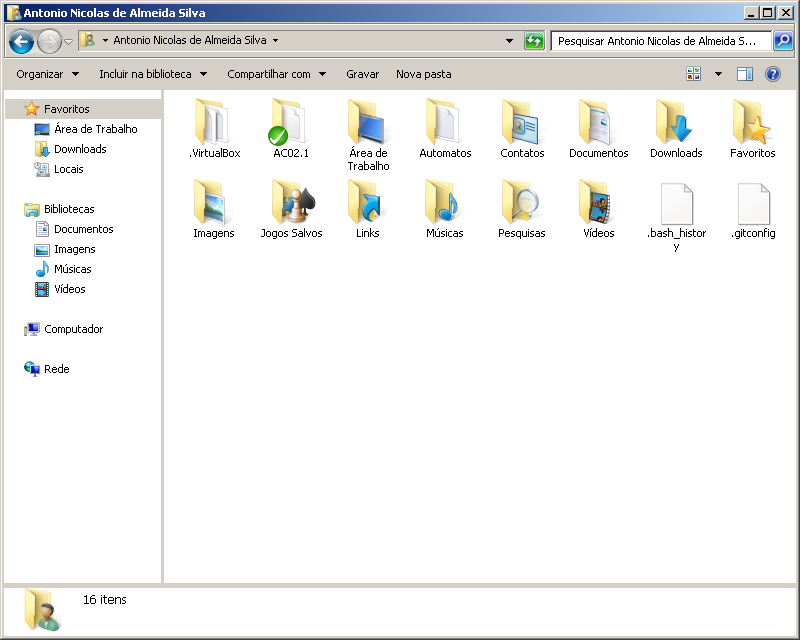 Antonio Nicolas de Almeida Silva
Antonio Nicolas de Almeida Silva
Pesquisar Antonio Nicolas de Almeida S...
Organizar Incluir na biblioteca Compartilhar com Gravar Nova pasta
Favoritos
Área de Trabalho
Downloads
Locais
Bibliotecas
Documentos
Imagens
Músicas
Vídeos
Computador
Rede
.VirtualBox
AC02.1
Área de
Trabalho
Automatos
Contatos
Documentos
Downloads
Favoritos
Imagens
Jogos Salvos
Links
Músicas
Pesquisas
Vídeos
.bash_histor
y
.gitconfig
16 itens